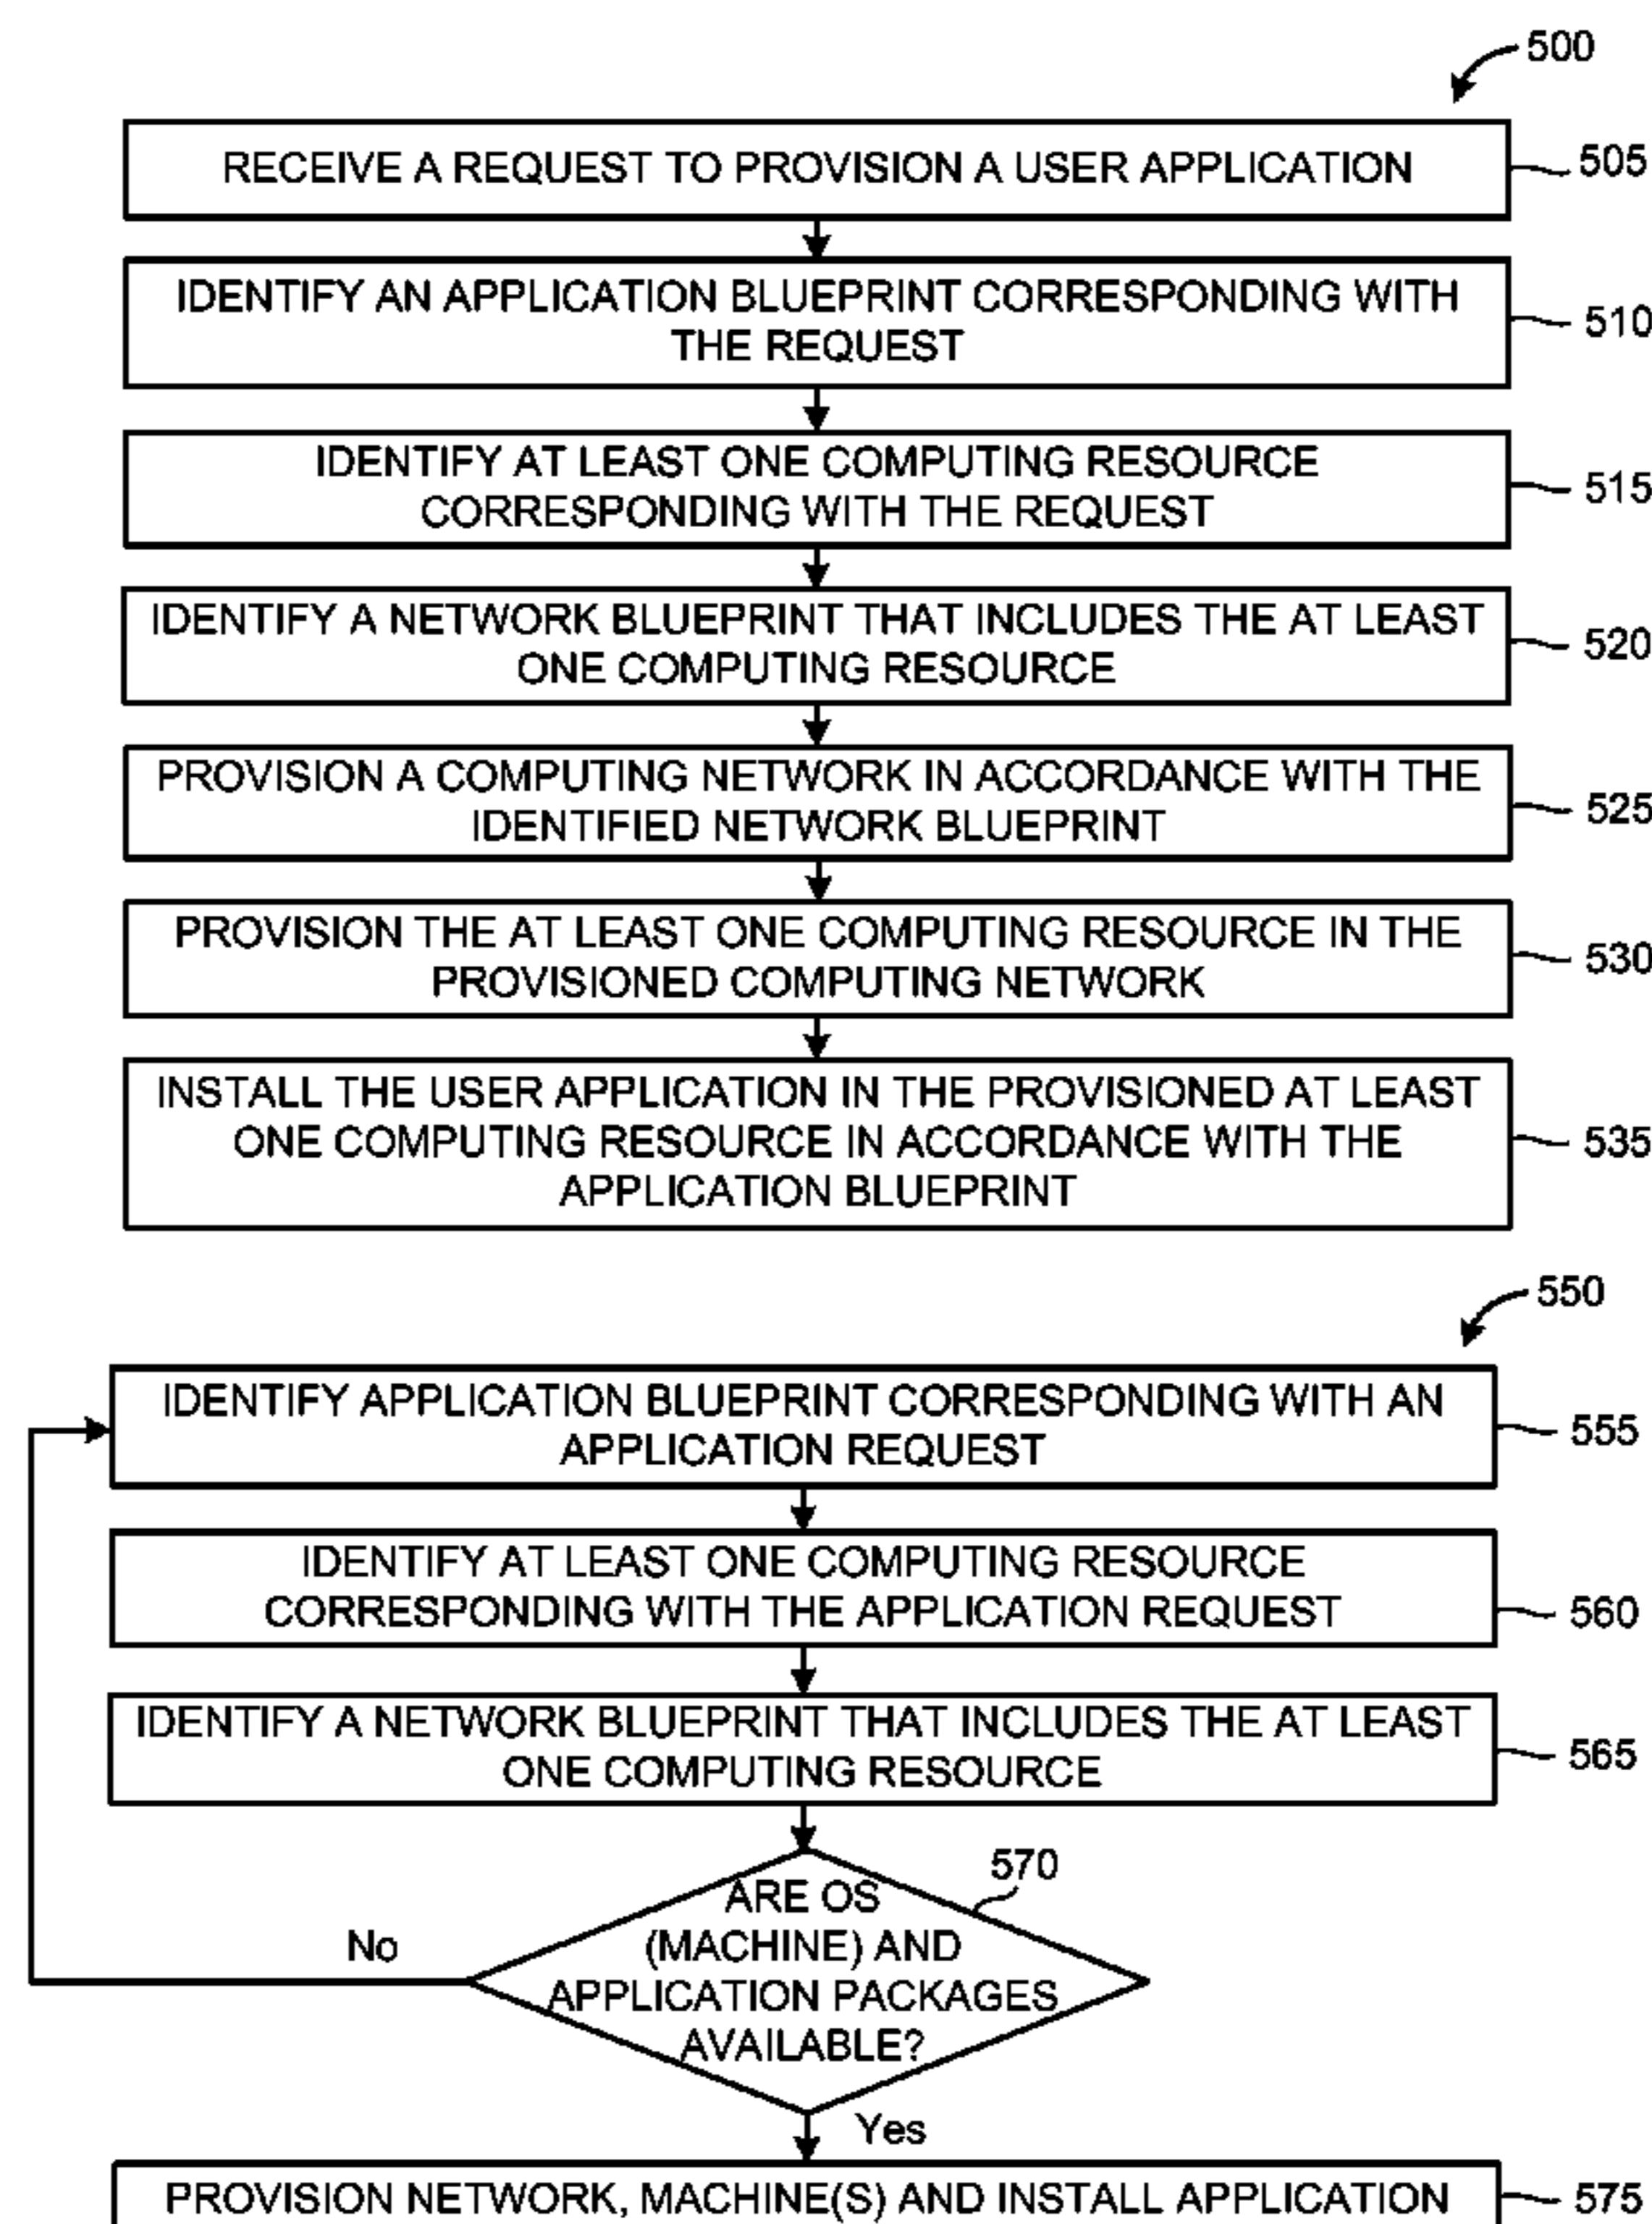 500
RECEIVE A REQUEST TO PROVISION A USER APPLICATION
505
IDENTIFY AN APPLICATION BLUEPRINT CORRESPONDING WITH
THE REQUEST
510
IDENTIFY AT LEAST ONE COMPUTING RESOURCE
CORRESPONDING WITH THE REQUEST
515
IDENTIFY A NETWORK BLUEPRINT THAT INCLUDES THE AT LEAST
ONE COMPUTING RESOURCE
520
PROVISION A COMPUTING NETWORK IN ACCORDANCE WITH THE
IDENTIFIED NETWORK BLUEPRINT
525
PROVISION THE AT LEAST ONE COMPUTING RESOURCE IN THE
PROVISIONED COMPUTING NETWORK
530
INSTALL THE USER APPLICATION IN THE PROVISIONED AT LEAST
ONE COMPUTING RESOURCE IN ACCORDANCE WITH THE
APPLICATION BLUEPRINT
535
550
IDENTIFY APPLICATION BLUEPRINT CORRESPONDING WITH AN
APPLICATION REQUEST
555
IDENTIFY AT LEAST ONE COMPUTING RESOURCE
CORRESPONDING WITH THE APPLICATION REQUEST
560
IDENTIFY A NETWORK BLUEPRINT THAT INCLUDES THE AT LEAST
ONE COMPUTING RESOURCE
565
570
ARE OS
(MACHINE) AND
APPLICATION PACKAGES
AVAILABLE?
No
Yes
PROVISION NETWORK, MACHINE(S) AND INSTALL APPLICATION
575